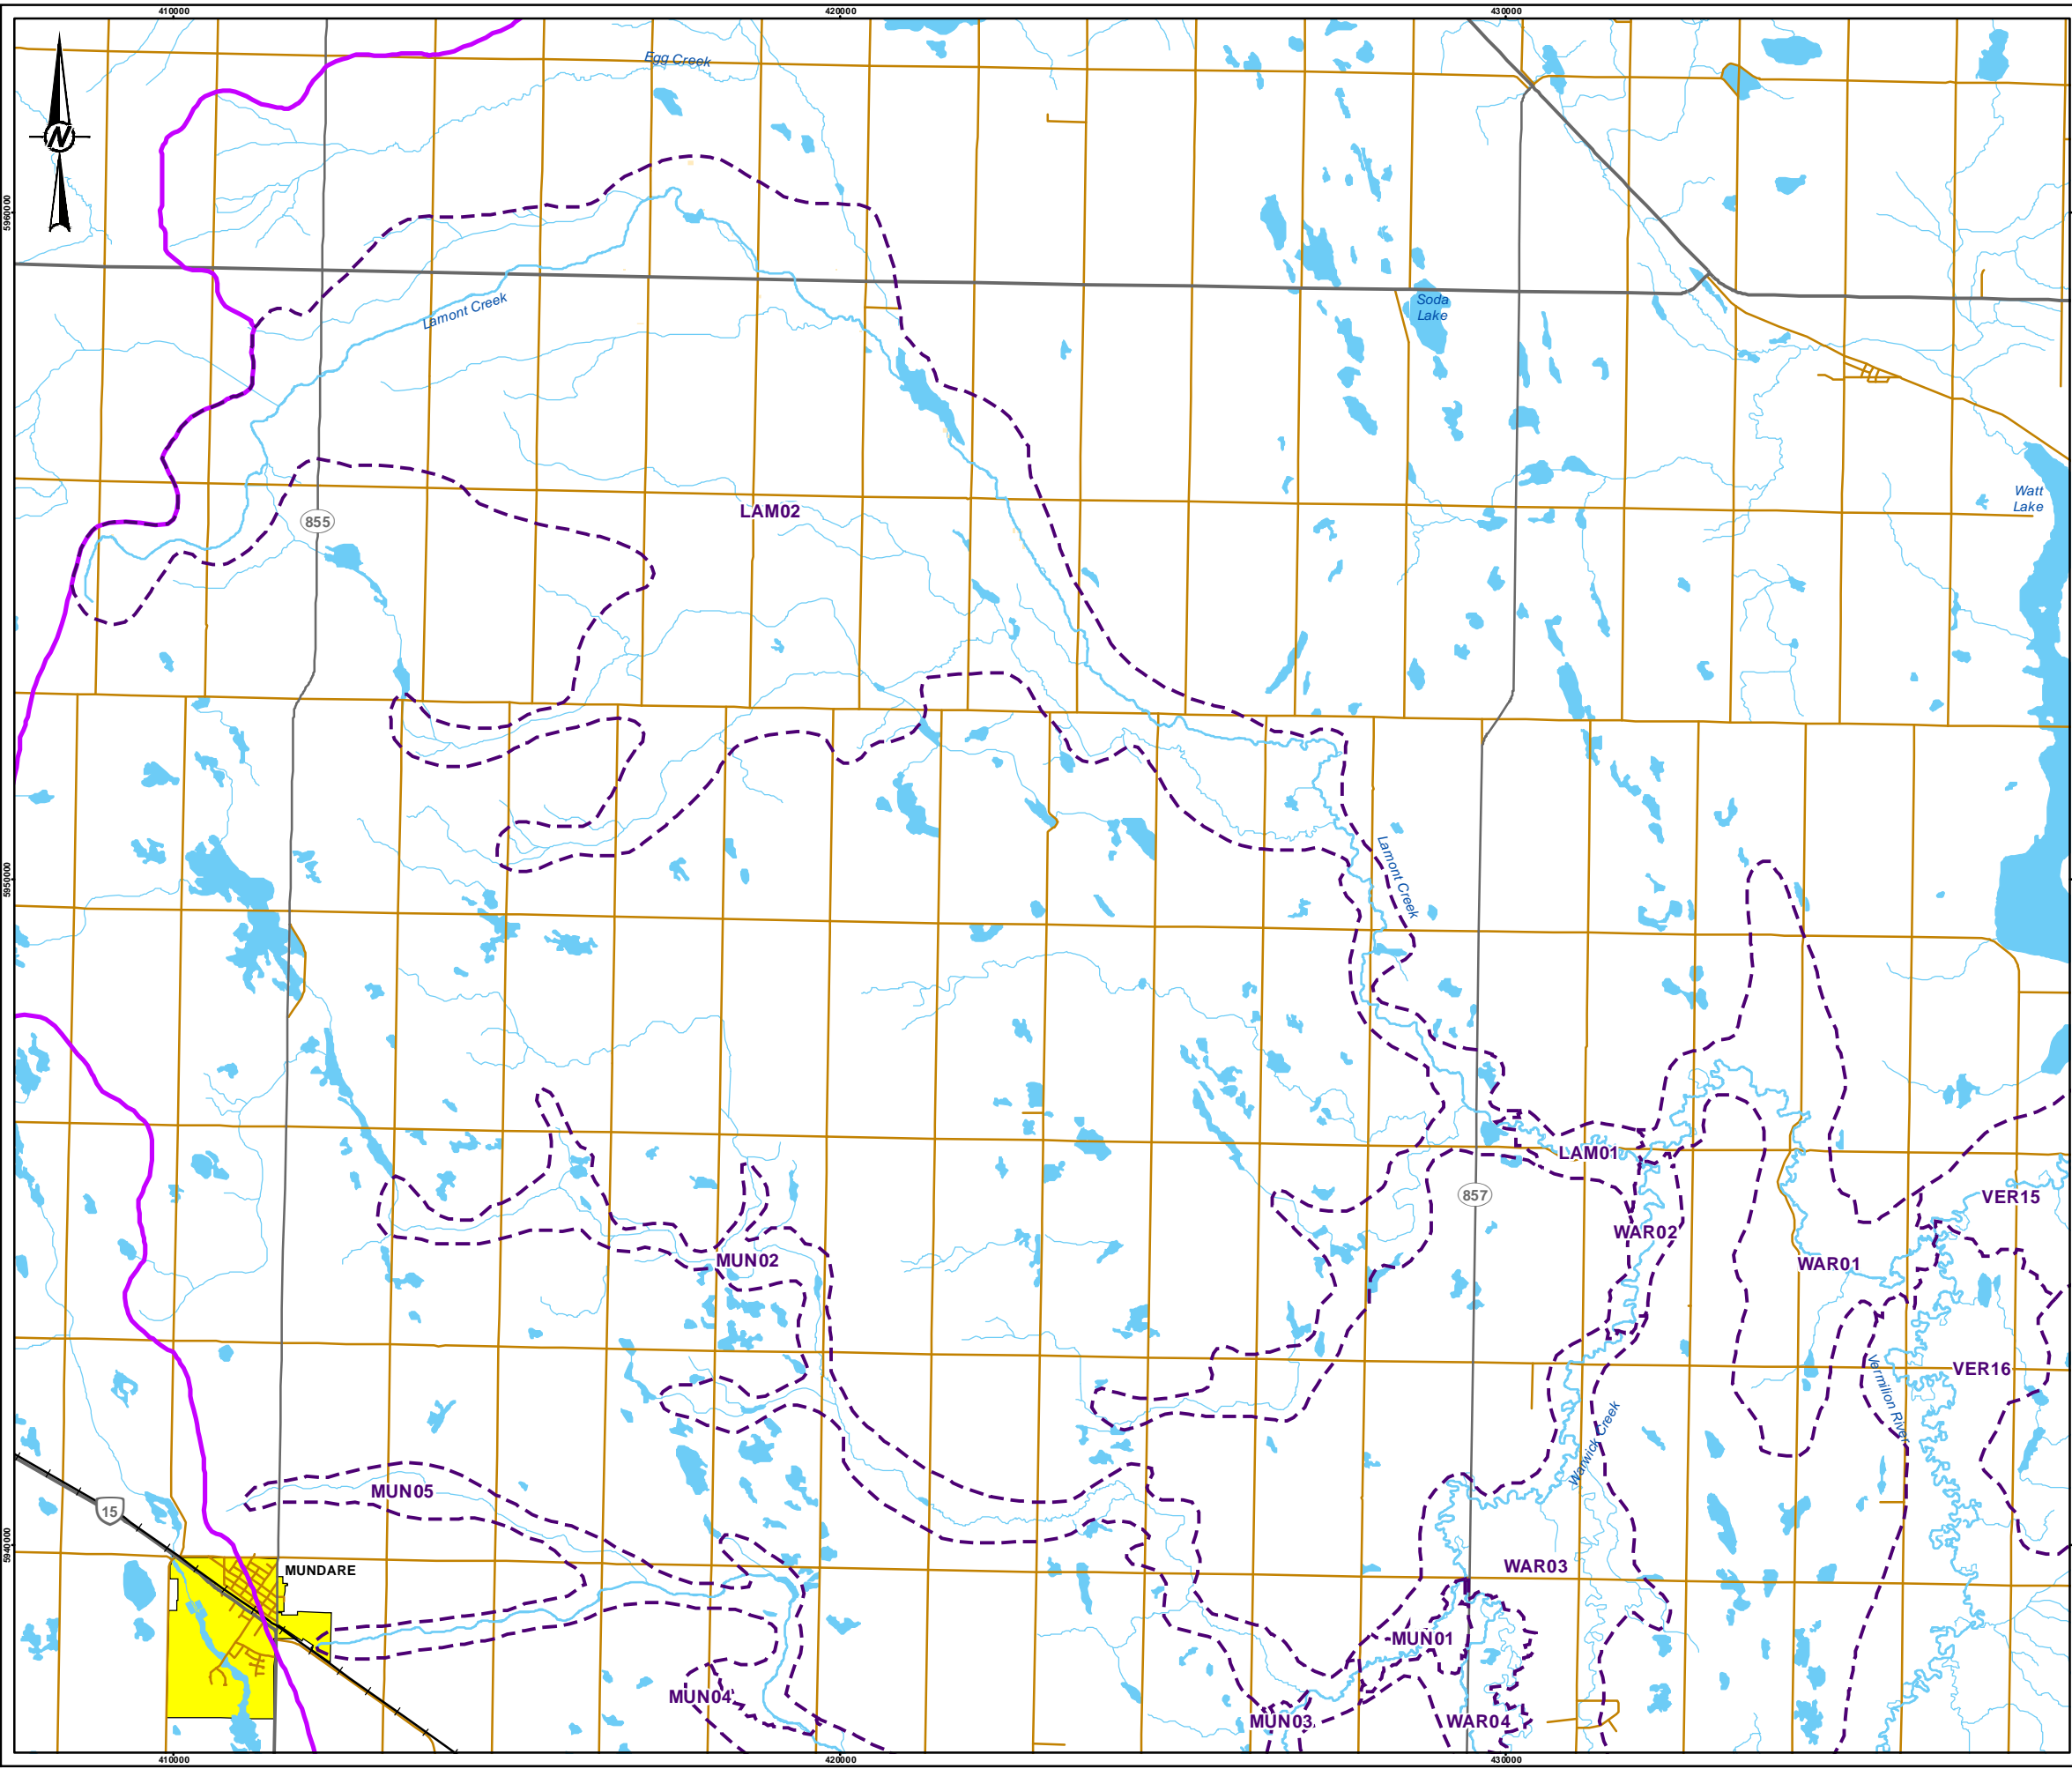 410000
420000
430000
Egg Creek
N
5960000
Lamont Creek
Soda
Lake
Watt
Lake
LAM02
855
Lamont Creek
5950000
LAM01
857
VER15
WAR02
MUN02
WAR01
VER16
Vermilion River
Warwick Creek
MUN05
15
5940000
MUNDARE
WAR03
MUN01
MUN04
MUN03
WAR04
410000
420000
430000